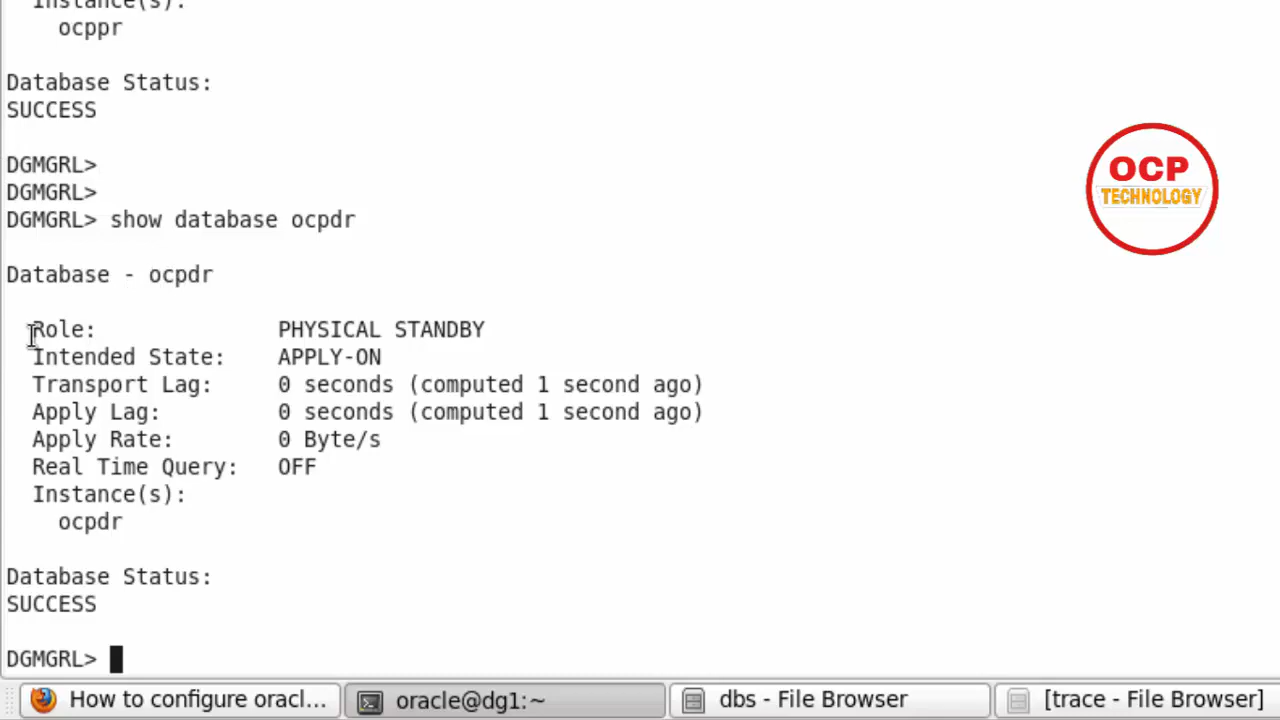 Instance(s):
ocppr
Database Status:
SUCCESS
DGMGRL>
DGMGRL>
DGMGRL> show database ocpdr
Database - ocpdr
Role: PHYSICAL STANDBY
Intended State: APPLY-ON
Transport Lag: 0 seconds (computed 1 second ago)
Apply Lag: 0 seconds (computed 1 second ago)
Apply Rate: 0 Byte/s
Real Time Query: OFF
Instance(s):
ocpdr
Database Status:
SUCCESS
DGMGRL>
OCP
TECHNOLOGY
How to configure oracl...
oracle@dg1:~
dbs - File Browser
[trace - File Browser]